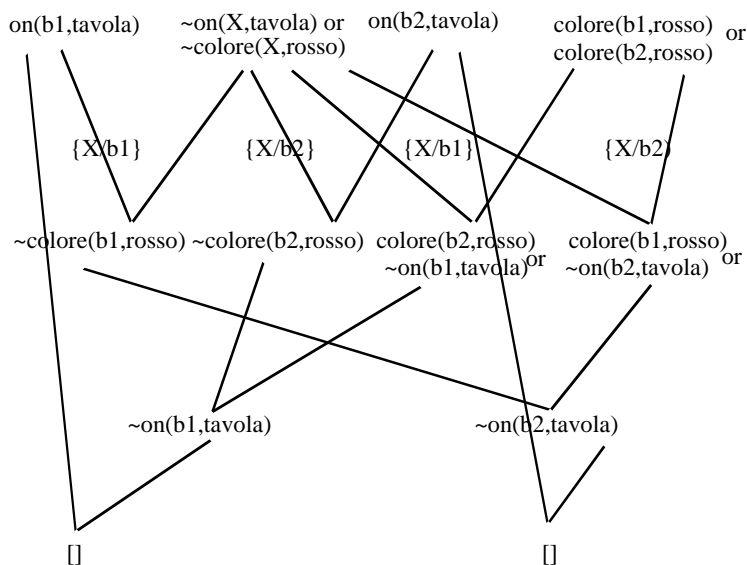 on(b1,tavola)
~on(X,tavola) or
~colore(X,rosso)
on(b2,tavola)
colore(b1,rosso) or
colore(b2,rosso)
{X/b1}
{X/b2}
{X/b1}
{X/b2)
~colore(b1,rosso)
~colore(b2,rosso)
colore(b2,rosso) or
~on(b1,tavola)
colore(b1,rosso) or
~on(b2,tavola)
~on(b1,tavola)
~on(b2,tavola)
[]
[]